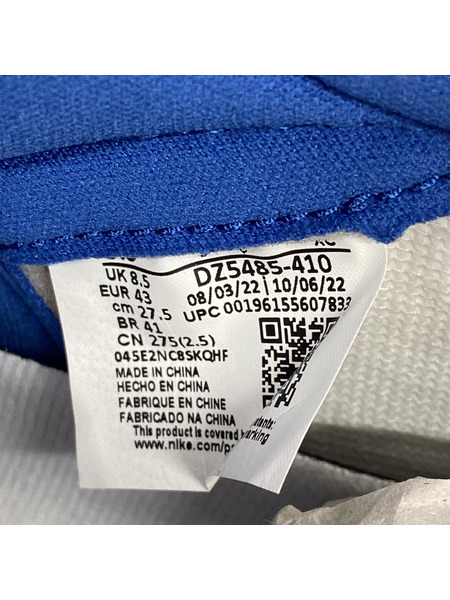 UK 8.5
EUR 43
cm 27.5
BR 41
CN 275(2.5)
045E2NC8SKQHF
MADE IN CHINA
HECHO EN CHINA
FABRIQUE EN CHINE
FABRICADO NA CHINA
This product is covered
www.nike.com/pa
DZ5485-410
08/03/22 10/06/22
UPC 00196155607833
marking